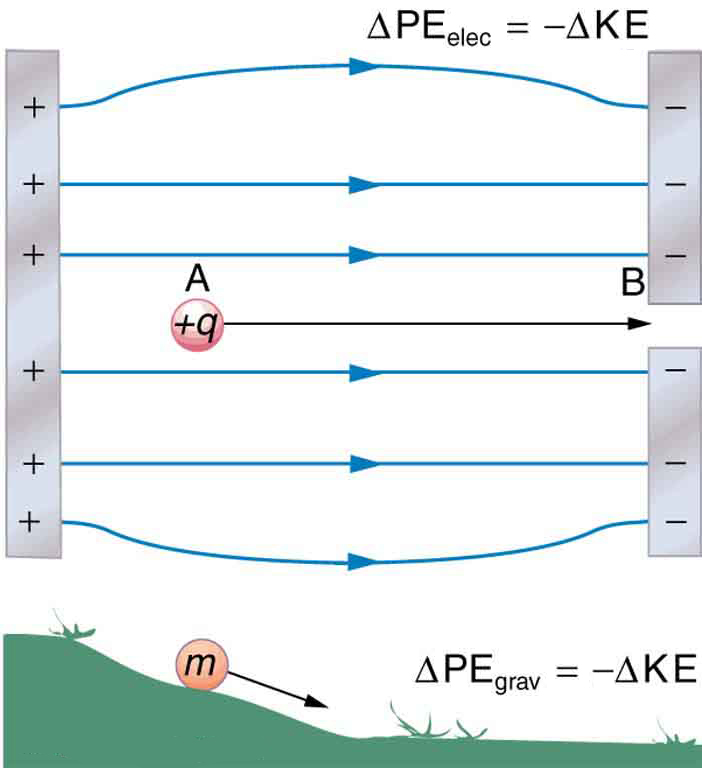 ΔPEelec = −ΔKE
+ −
+ −
+ −
A B
+q
+ −
+ −
+ −
m
ΔPEgrav = −ΔKE